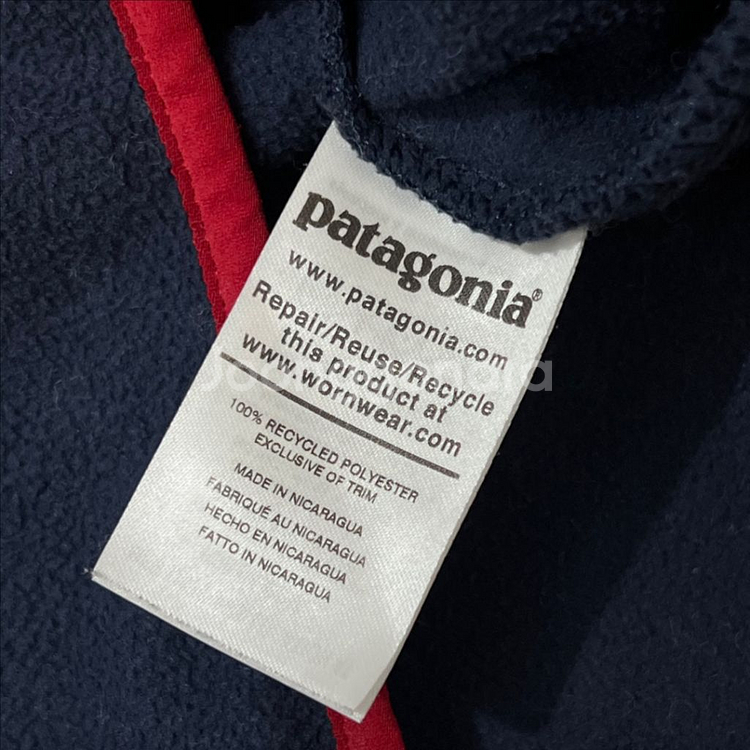 patagonia®
www.patagonia.com
Repair/Reuse/Recycle
this product at
www.wornwear.com
100% RECYCLED POLYESTER
EXCLUSIVE OF TRIM
MADE IN NICARAGUA
FABRIQUÉ AU NICARAGUA
HECHO EN NICARAGUA
FATTO IN NICARAGUA